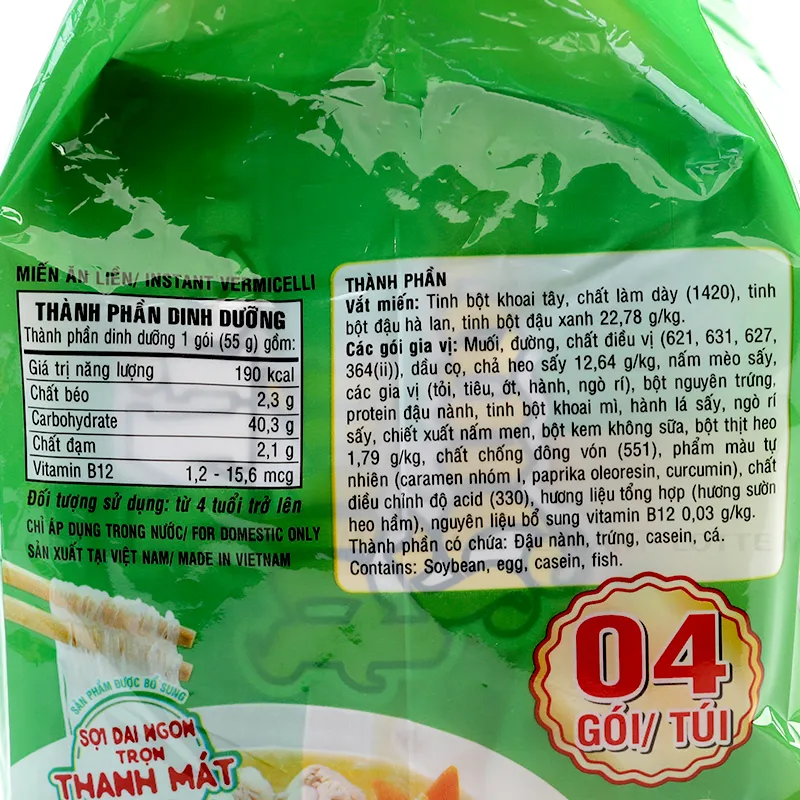 MIẾN ĂN LIỀN/ INSTANT VERMICELLI
THÀNH PHẦN DINH DƯỠNG
Thành phần dinh dưỡng 1 gói (55 g) gồm:
Giá trị năng lượng 190 kcal
Chất béo 2,3 g
Carbohydrate 40,3 g
Chất đạm 2,1 g
Vitamin B12 1,2 - 15,6 mcg
Đối tượng sử dụng: từ 4 tuổi trở lên
CHỈ ÁP DỤNG TRONG NƯỚC/ FOR DOMESTIC ONLY
SẢN XUẤT TẠI VIỆT NAM/ MADE IN VIETNAM
THÀNH PHẦN
Vắt miến: Tinh bột khoai tây, chất làm dày (1420), tinh
bột đậu hà lan, tinh bột đậu xanh 22,78 g/kg.
Các gói gia vị: Muối, đường, chất điều vị (621, 631, 627,
364(ii)), dầu cọ, chả heo sấy 12,64 g/kg, nấm mèo sấy,
các gia vị (tỏi, tiêu, ớt, hành, ngò rí), bột nguyên trứng,
protein đậu nành, tinh bột khoai mì, hành lá sấy, ngò rí
sấy, chiết xuất nấm men, bột kem không sữa, bột thịt heo
1,79 g/kg, chất chống đông vón (551), phẩm màu tự
nhiên (caramen nhóm I, paprika oleoresin, curcumin), chất
điều chỉnh độ acid (330), hương liệu tổng hợp (hương sườn
heo hầm), nguyên liệu bổ sung vitamin B12 0,03 g/kg.
Thành phần có chứa: Đậu nành, trứng, casein, cá.
Contains: Soybean, egg, casein, fish.
04
GÓI/ TÚI
SẢN PHẨM ĐƯỢC BỔ SUNG
SỢI DAI NGON
TRỌN
THANH MÁT